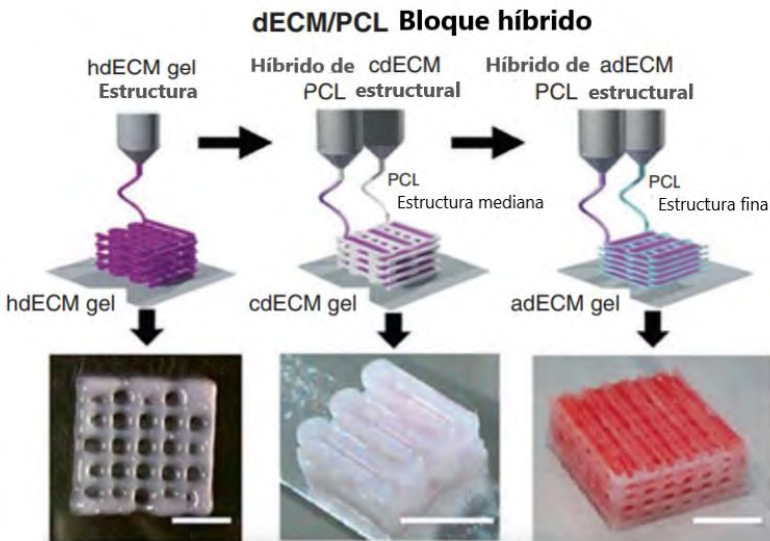 dECM/PCL Bloque híbrido
hdECM gel
Estructura
Híbrido de cdECM
PCL estructural
Híbrido de adECM
PCL estructural
PCL
Estructura mediana
PCL
Estructura fina
hdECM gel
cdECM gel
adECM gel